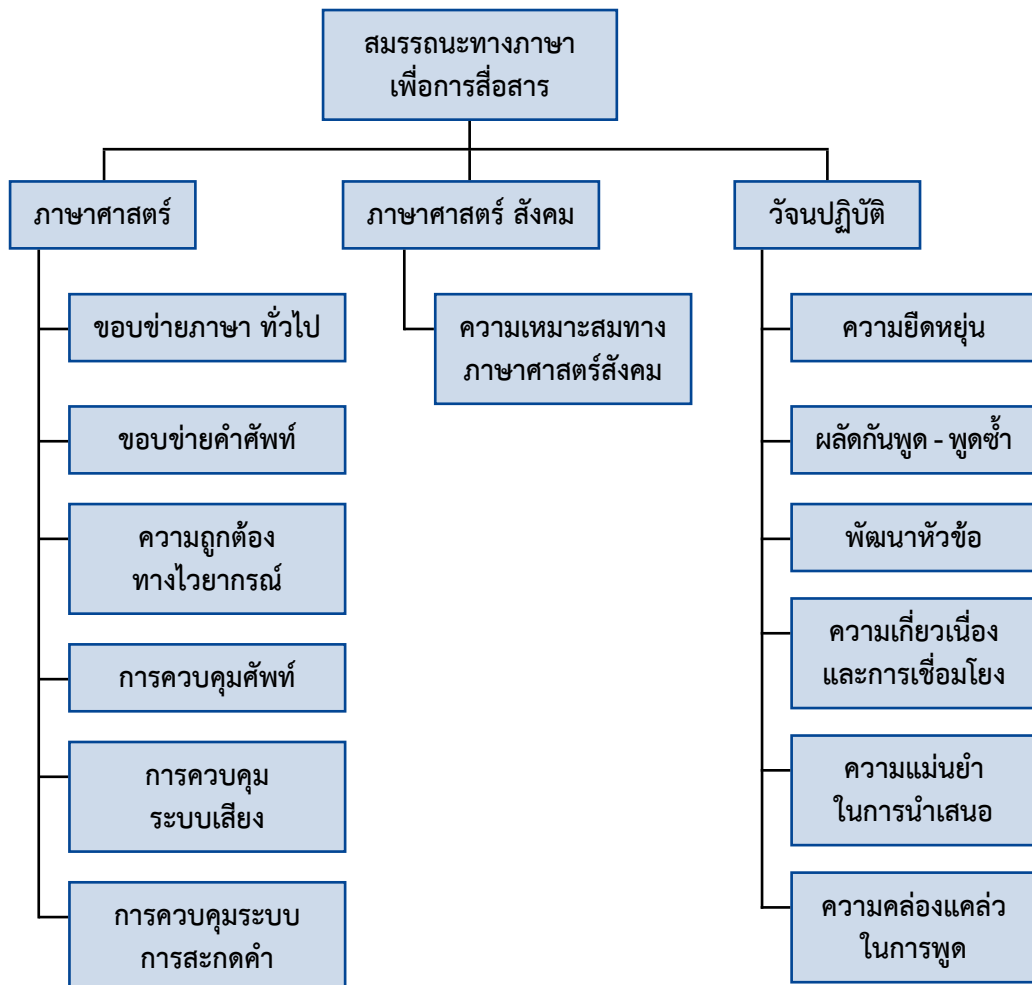 สมรรถนะทางภาษา
เพื่อการสื่อสาร
ภาษาศาสตร์
ภาษาศาสตร์ สังคม
วัจนปฏิบัติ
ขอบข่ายภาษา ทั่วไป
ขอบข่ายคำศัพท์
ความถูกต้อง
ทางไวยากรณ์
การควบคุมศัพท์
การควบคุม
ระบบเสียง
การควบคุมระบบ
การสะกดคำ
ความเหมาะสมทาง
ภาษาศาสตร์สังคม
ความยืดหยุ่น
ผลัดกันพูด - พูดซ้ำ
พัฒนาหัวข้อ
ความเกี่ยวเนื่อง
และการเชื่อมโยง
ความแม่นยำ
ในการนำเสนอ
ความคล่องแคล่ว
ในการพูด